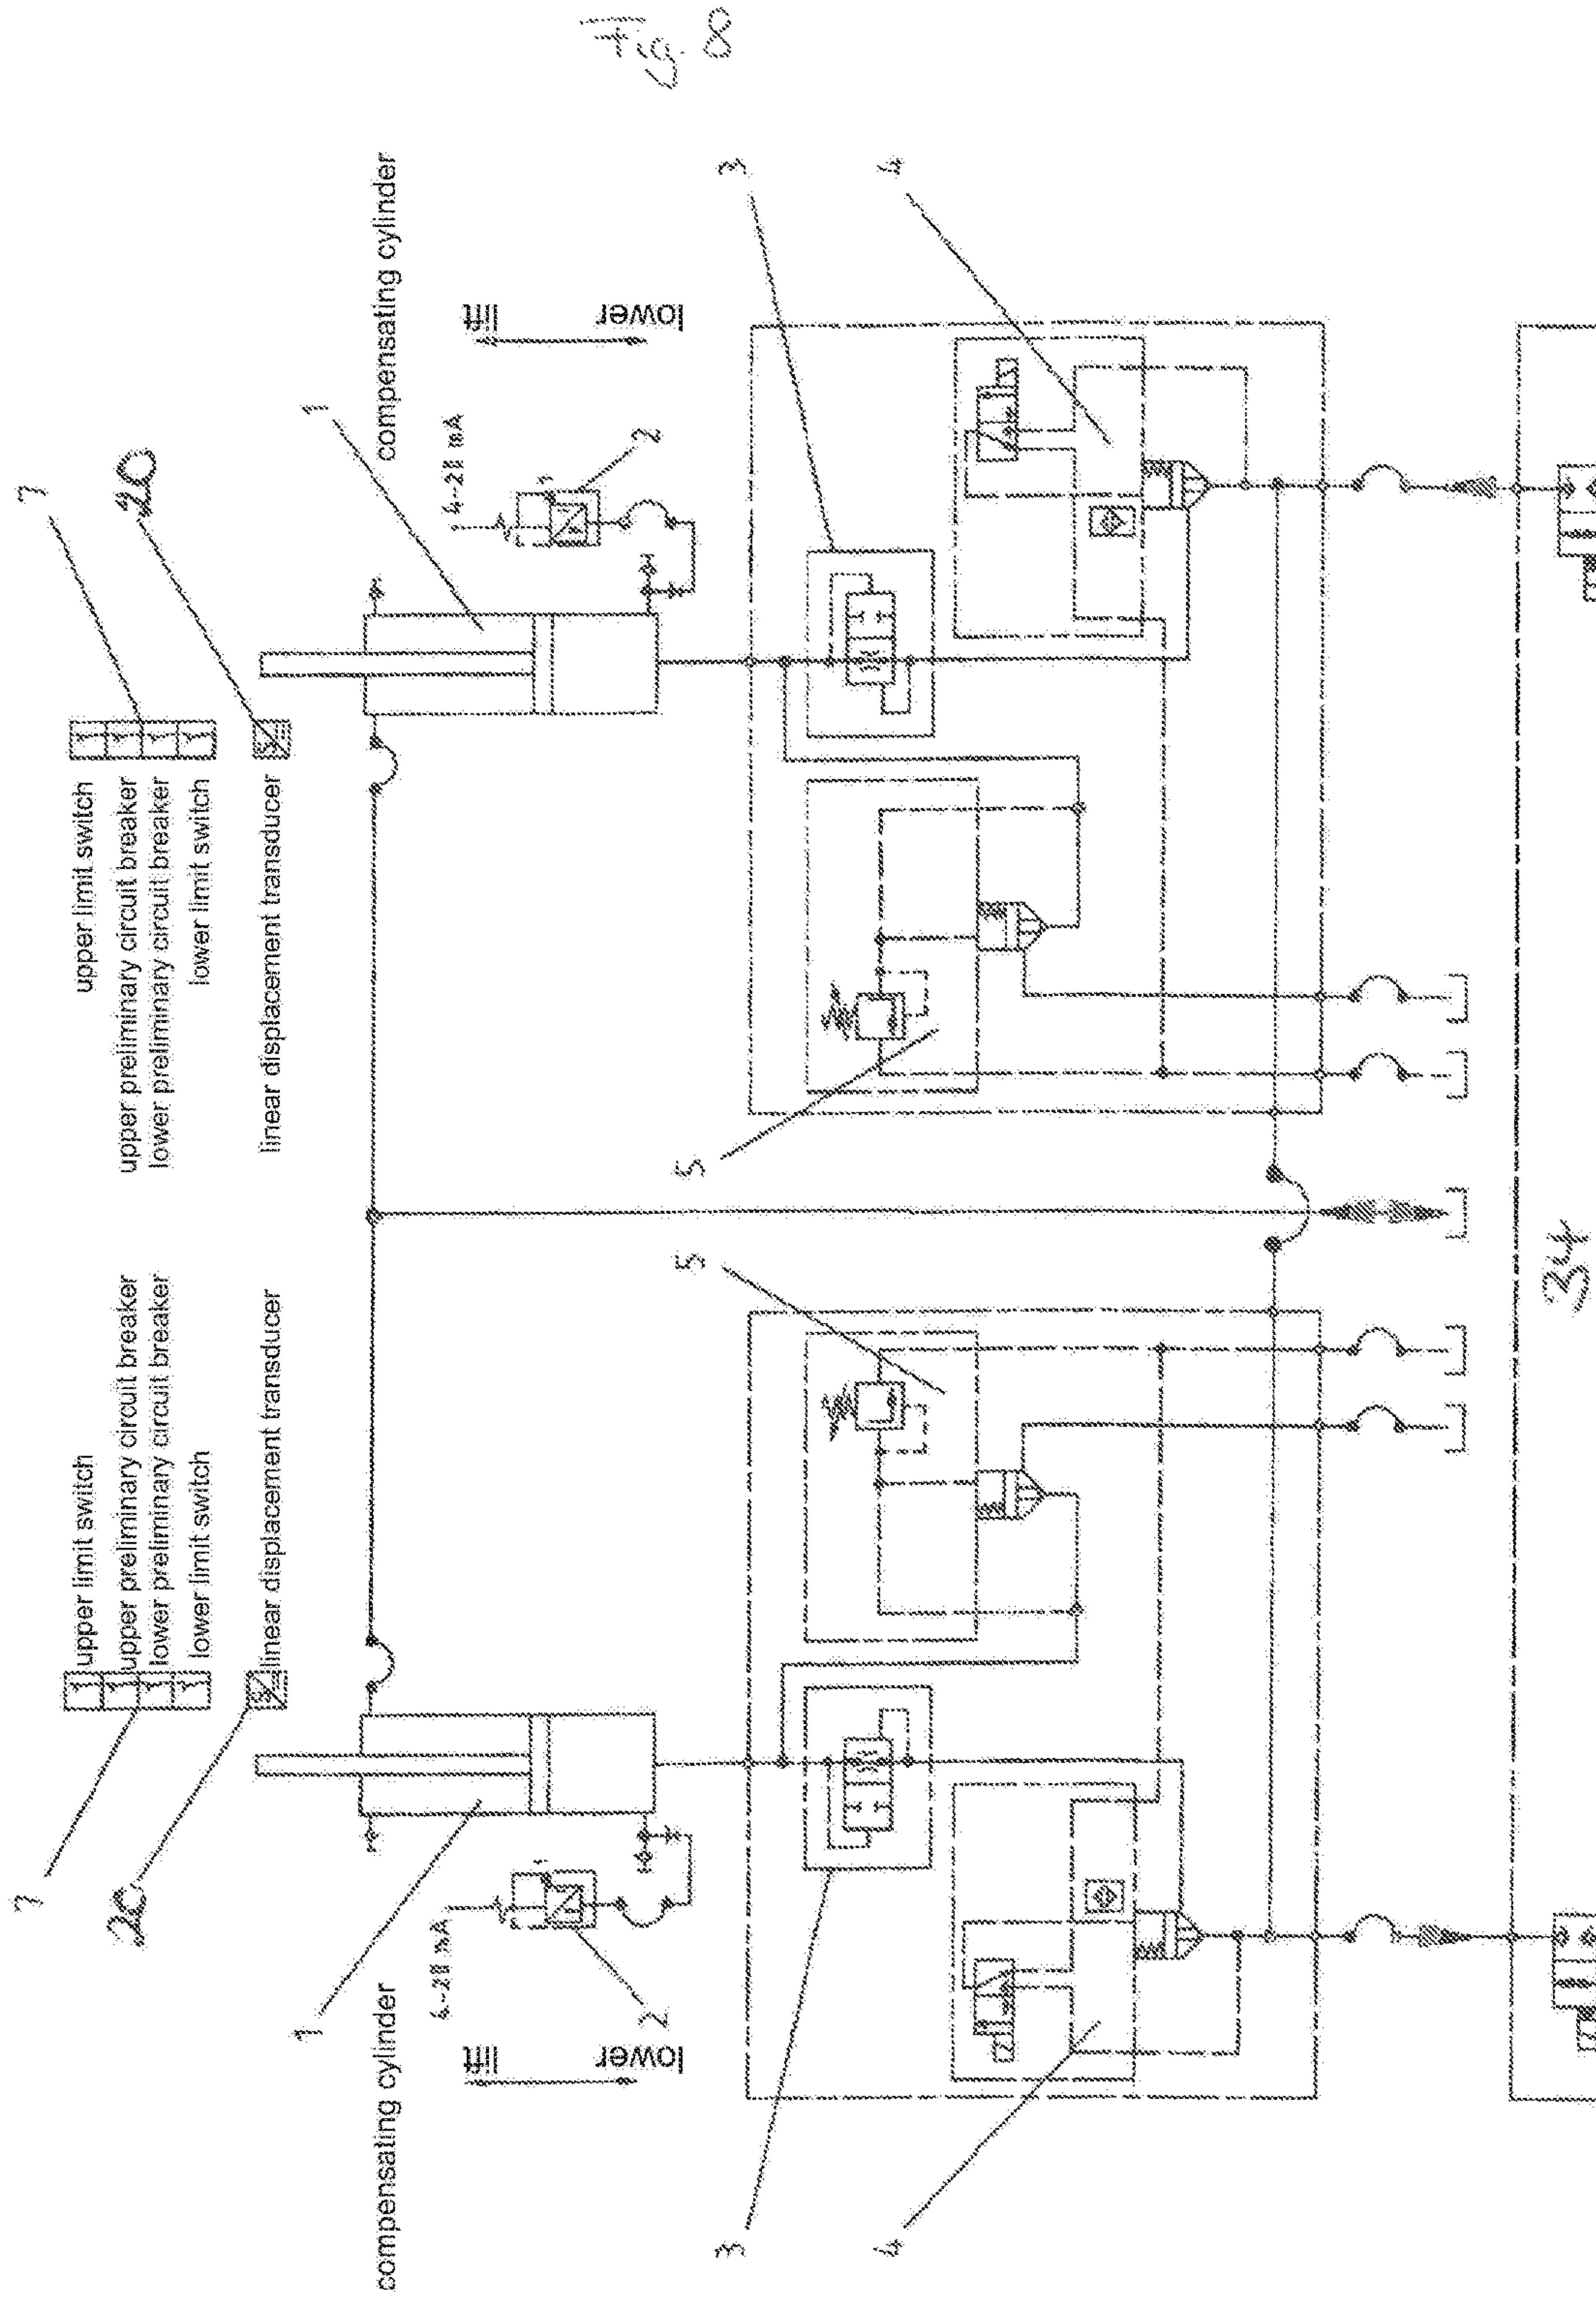 Fig. 8
7
20
upper limit switch
upper preliminary circuit breaker
lower preliminary circuit breaker
lower limit switch
linear displacement transducer
1
compensating cylinder
4-20 mA
2
lift
lower
3
4
5
7
20
upper limit switch
upper preliminary circuit breaker
lower preliminary circuit breaker
lower limit switch
linear displacement transducer
1
compensating cylinder
4-20 mA
2
lift
lower
3
4
5
34